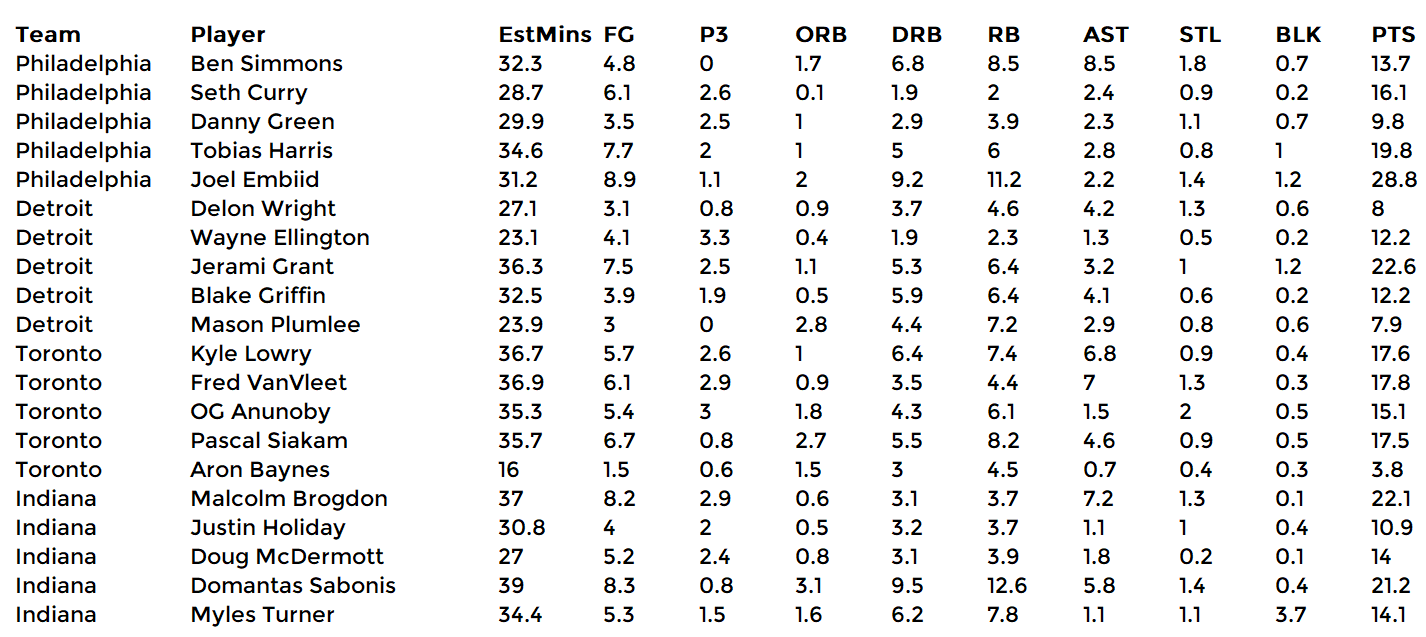 Team Player EstMins FG P3 ORB DRB RB AST STL BLK PTS
Philadelphia Ben Simmons 32.3 4.8 0 1.7 6.8 8.5 8.5 1.8 0.7 13.7
Philadelphia Seth Curry 28.7 6.1 2.6 0.1 1.9 2 2.4 0.9 0.2 16.1
Philadelphia Danny Green 29.9 3.5 2.5 1 2.9 3.9 2.3 1.1 0.7 9.8
Philadelphia Tobias Harris 34.6 7.7 2 1 5 6 2.8 0.8 1 19.8
Philadelphia Joel Embiid 31.2 8.9 1.1 2 9.2 11.2 2.2 1.4 1.2 28.8
Detroit Delon Wright 27.1 3.1 0.8 0.9 3.7 4.6 4.2 1.3 0.6 8
Detroit Wayne Ellington 23.1 4.1 3.3 0.4 1.9 2.3 1.3 0.5 0.2 12.2
Detroit Jerami Grant 36.3 7.5 2.5 1.1 5.3 6.4 3.2 1 1.2 22.6
Detroit Blake Griffin 32.5 3.9 1.9 0.5 5.9 6.4 4.1 0.6 0.2 12.2
Detroit Mason Plumlee 23.9 3 0 2.8 4.4 7.2 2.9 0.8 0.6 7.9
Toronto Kyle Lowry 36.7 5.7 2.6 1 6.4 7.4 6.8 0.9 0.4 17.6
Toronto Fred VanVleet 36.9 6.1 2.9 0.9 3.5 4.4 7 1.3 0.3 17.8
Toronto OG Anunoby 35.3 5.4 3 1.8 4.3 6.1 1.5 2 0.5 15.1
Toronto Pascal Siakam 35.7 6.7 0.8 2.7 5.5 8.2 4.6 0.9 0.5 17.5
Toronto Aron Baynes 16 1.5 0.6 1.5 3 4.5 0.7 0.4 0.3 3.8
Indiana Malcolm Brogdon 37 8.2 2.9 0.6 3.1 3.7 7.2 1.3 0.1 22.1
Indiana Justin Holiday 30.8 4 2 0.5 3.2 3.7 1.1 1 0.4 10.9
Indiana Doug McDermott 27 5.2 2.4 0.8 3.1 3.9 1.8 0.2 0.1 14
Indiana Domantas Sabonis 39 8.3 0.8 3.1 9.5 12.6 5.8 1.4 0.4 21.2
Indiana Myles Turner 34.4 5.3 1.5 1.6 6.2 7.8 1.1 1.1 3.7 14.1